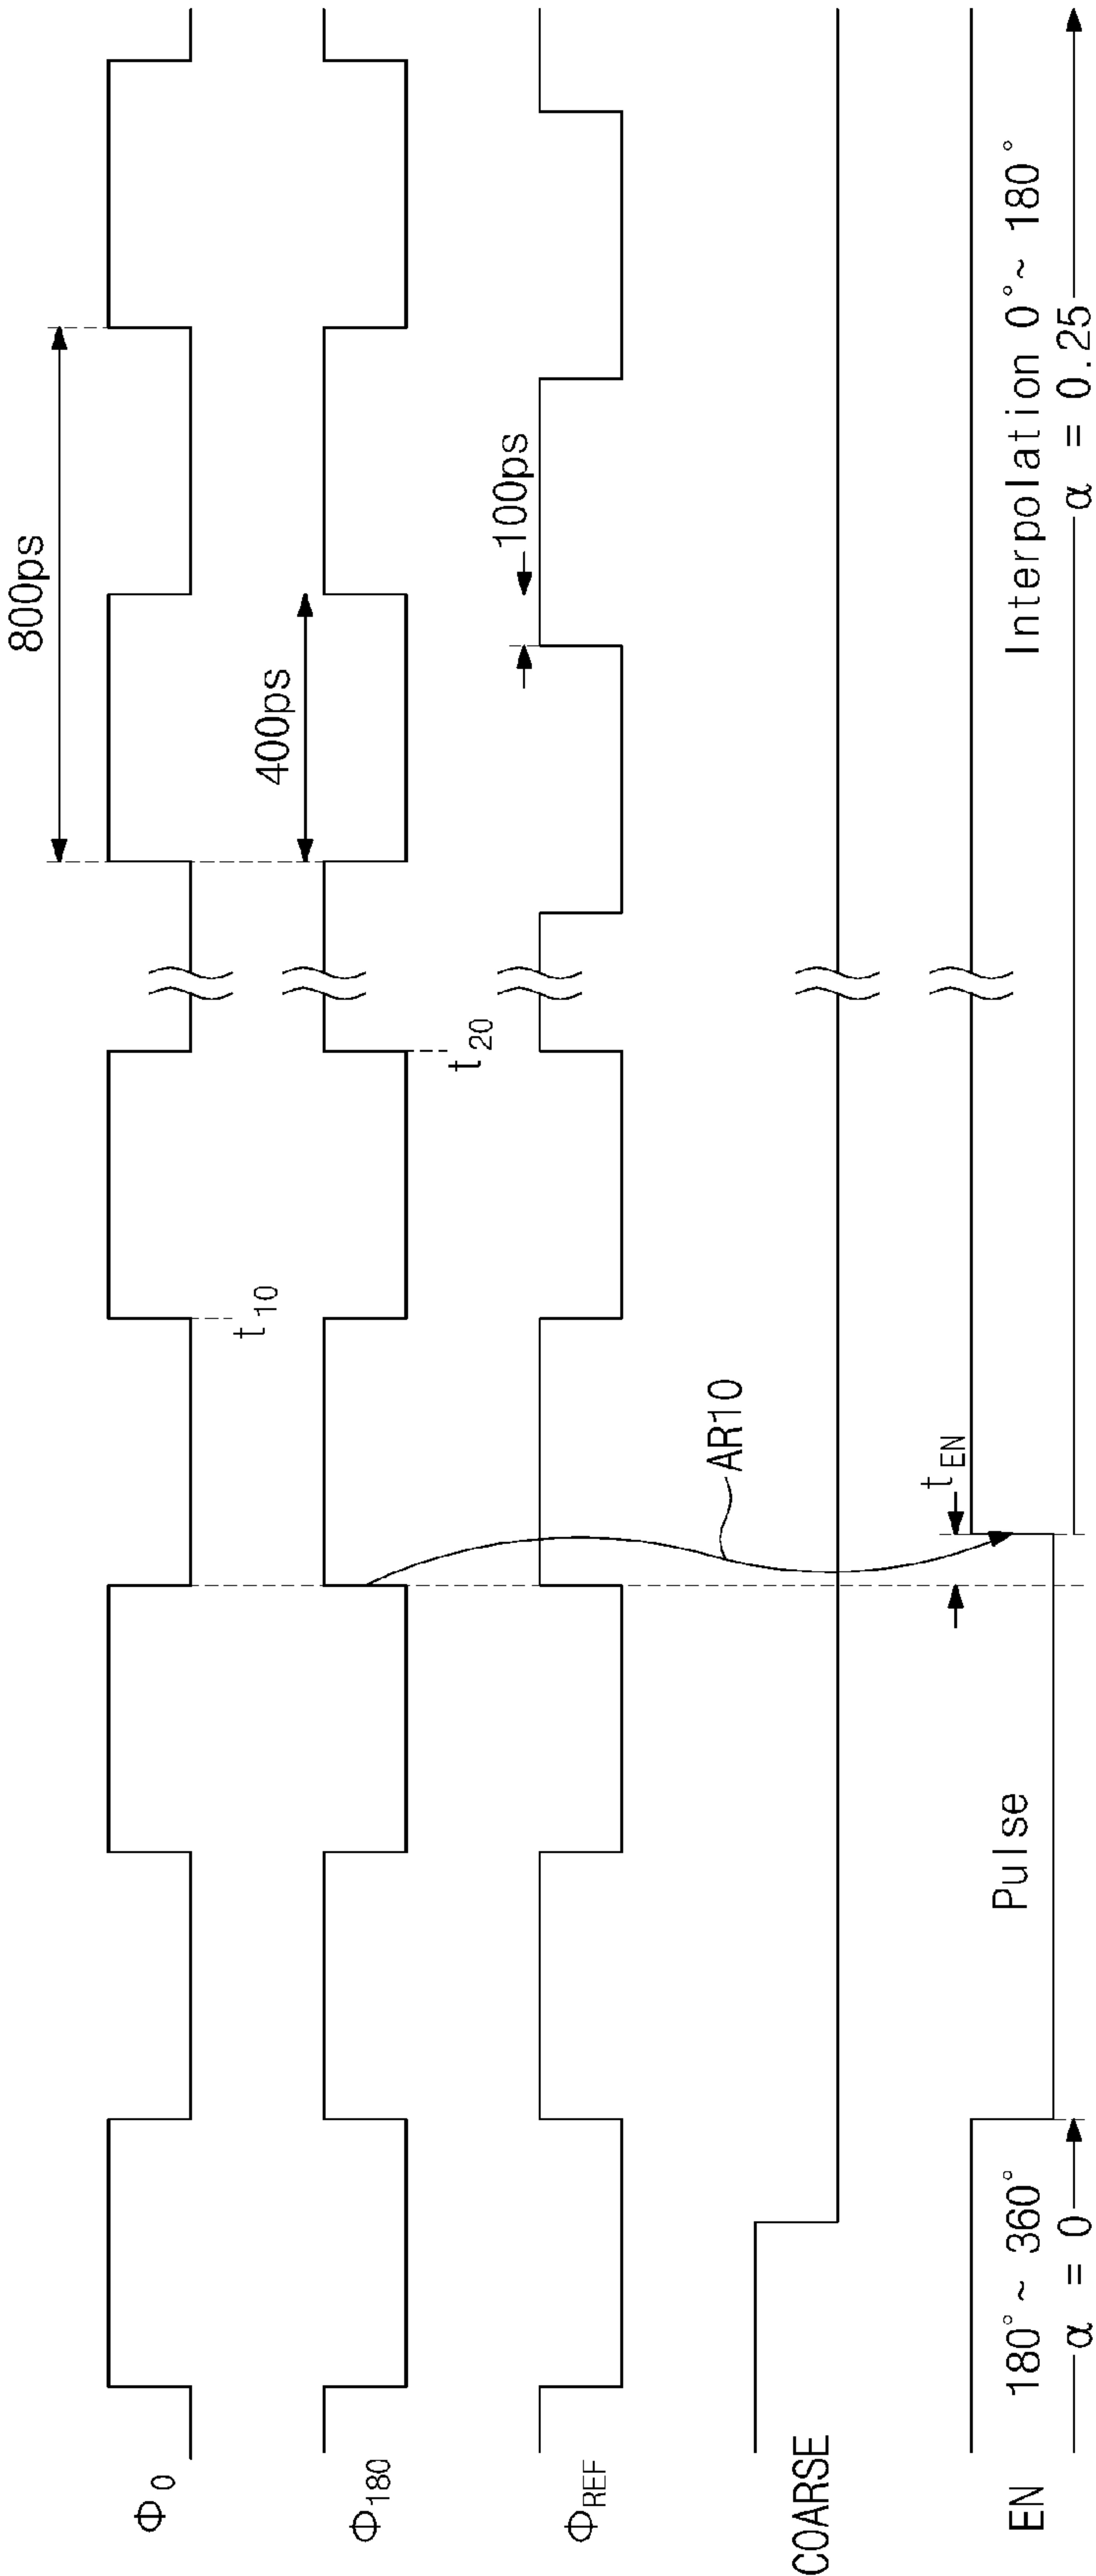 800ps
Φ0
400ps
Φ180
t10
t20
100ps
ΦREF
AR10
COARSE
tEN
EN
180°~ 360°
Pulse
Interpolation 0°~ 180°
α = 0
α = 0.25